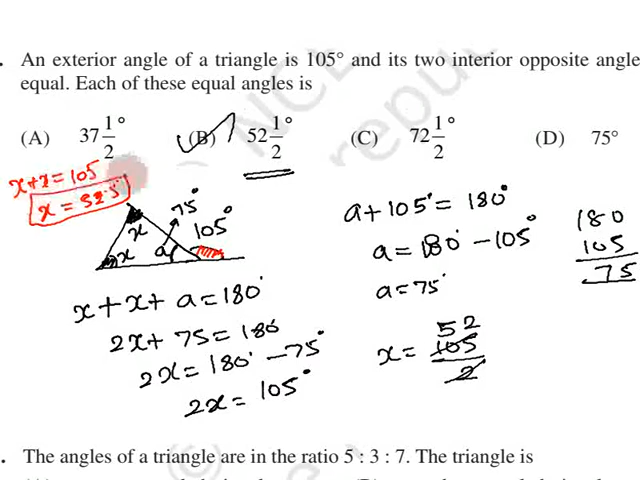 . An exterior angle of a triangle is 105° and its two interior opposite angle
equal. Each of these equal angles is
(A) 37 1/2° (B) 52 1/2° (C) 72 1/2° (D) 75°
x+x=105
x = 52.5°
75°
105°
x
x
a
a+105°=180°
a=180°-105°
a=75°
180
105
75
x+x+a=180°
2x+75=180
2x=180°-75°
2x=105°
52
x=105/2
. The angles of a triangle are in the ratio 5 : 3 : 7. The triangle is